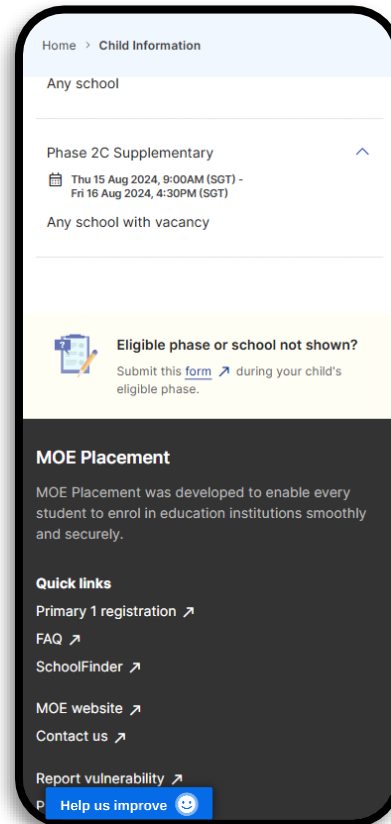 Home > Child Information
Any school
Phase 2C Supplementary
Thu 15 Aug 2024, 9:00AM (SGT) -
Fri 16 Aug 2024, 4:30PM (SGT)
Any school with vacancy
Eligible phase or school not shown?
Submit this form ↗ during your child's
eligible phase.
MOE Placement
MOE Placement was developed to enable every
student to enrol in education institutions smoothly
and securely.
Quick links
Primary 1 registration ↗
FAQ ↗
SchoolFinder ↗
MOE website ↗
Contact us ↗
Report vulnerability ↗
Help us improve